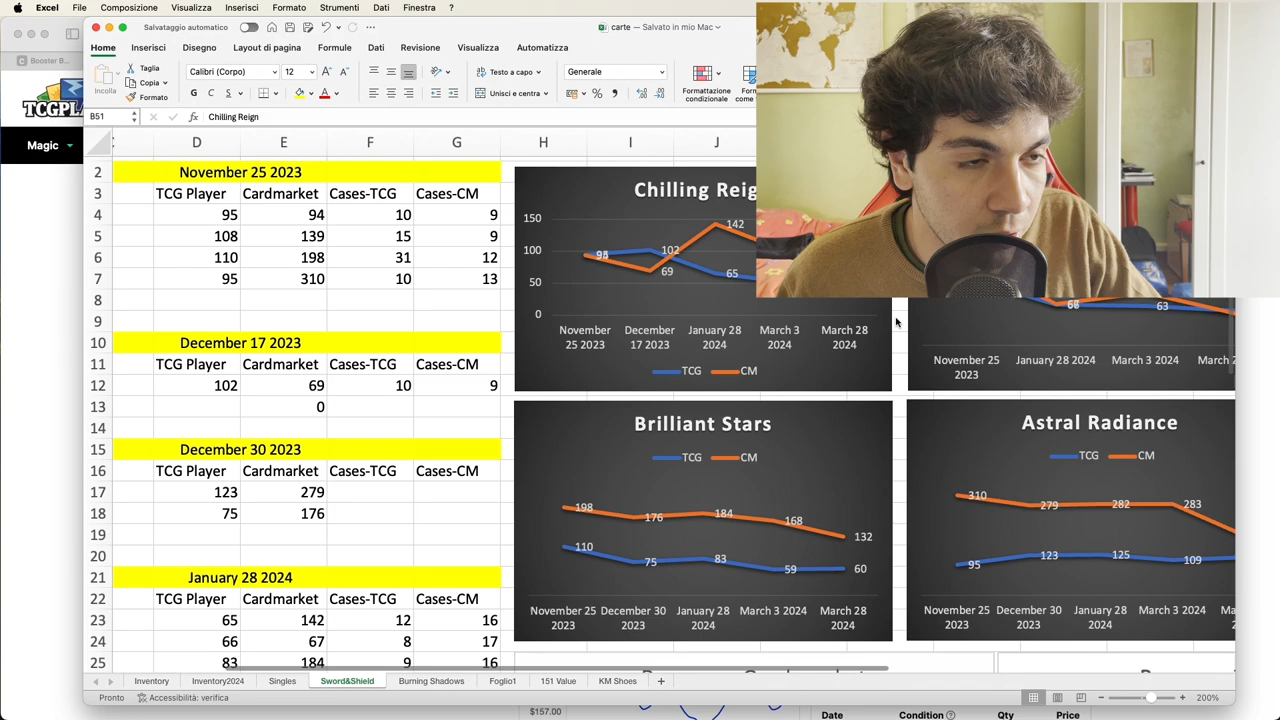 Excel File Modifica Composizione Visualizza Inserisci Formato Strumenti Dati Finestra ?
Salvataggio automatico
carte — Salvato in mio Mac
Home Inserisci Disegno Layout di pagina Formule Dati Revisione Visualizza Automatizza
Incolla
Taglia
Copia
Formato
Calibri (Corpo) 12
G C S
Testo a capo
Unisci e centra
Generale
Formattazione
condizionale
come
Booster B...
Magic
B51 fx Chilling Reign
D E F G H I J
2 November 25 2023
3 TCG Player Cardmarket Cases-TCG Cases-CM
4 95 94 10 9
5 108 139 15 9
6 110 198 31 12
7 95 310 10 13
8
9
10 December 17 2023
11 TCG Player Cardmarket Cases-TCG Cases-CM
12 102 69 10 9
13 0
14
15 December 30 2023
16 TCG Player Cardmarket Cases-TCG Cases-CM
17 123 279
18 75 176
19
20
21 January 28 2024
22 TCG Player Cardmarket Cases-TCG Cases-CM
23 65 142 12 16
24 66 67 8 17
25 83 184 9 16
150
100
50
0
102
69
142
65
November
25 2023
December
17 2023
January 28
2024
March 3
2024
March 28
2024
TCG CM
63
November 25
2023
January 28 2024
March 3 2024
Brilliant Stars
TCG CM
198 176 184 168 132
110 75 83 59 60
November 25
2023
December 30
2023
January 28
2024
March 3 2024
March 28
2024
Astral Radiance
TCG CM
310 279 282 283
95 123 125 109
November 25
2023
December 30
2023
January 28
2024
March 3 2024
Inventory Inventory2024 Singles Sword&Shield Burning Shadows Foglio1 151 Value KM Shoes +
Pronto Accessibilità: verifica
200%
$157.00
Date Condition Qty Price